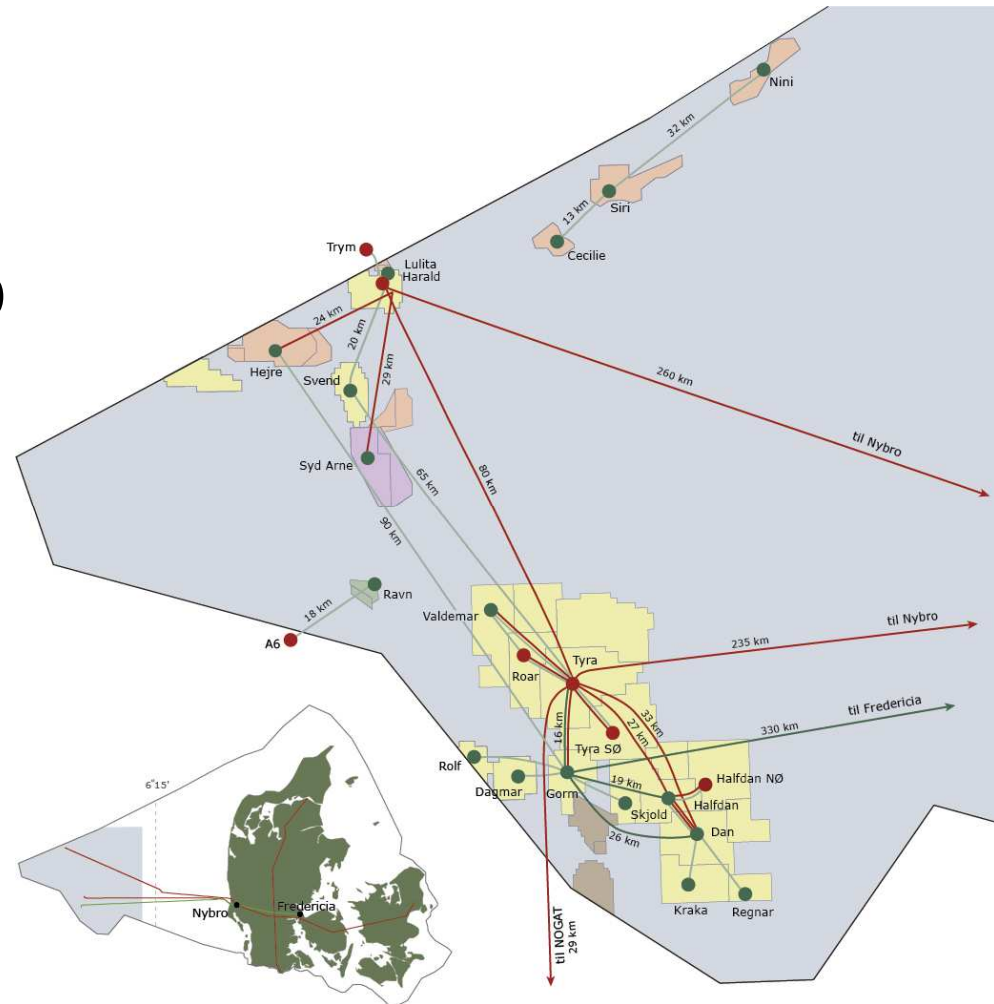 Nini
32 km
Siri
13 km
Cecilie
Trym
Lulita
Harald
24 km
20 km
29 km
Hejre
Svend
260 km
til Nybro
Syd Arne
80 km
65 km
90 km
Ravn
18 km
A6
Valdemar
Roar
Tyra
235 km
til Nybro
33 km
27 km
16 km
Tyra SØ
330 km
til Fredericia
Rolf
Dagmar
Gorm
19 km
Halfdan NØ
Halfdan
Skjold
Dan
26 km
Kraka
Regnar
til NOGAT
29 km
6°15'
Nybro
Fredericia
)